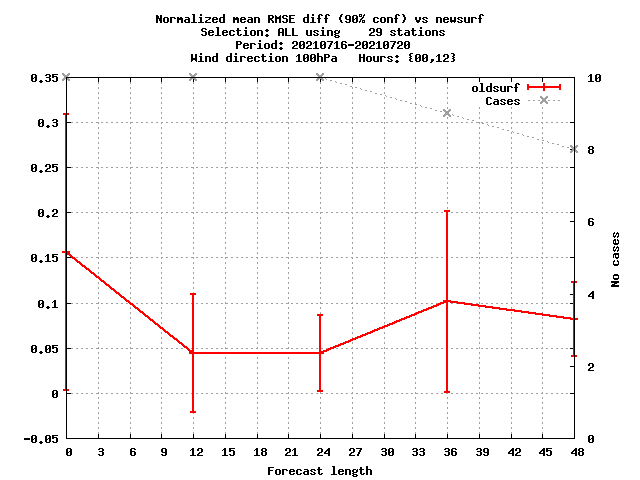 Normalized mean RMSE diff (90% conf) vs newsurf
Selection: ALL using    29 stations
Period: 20210716-20210720
Wind direction 100hPa   Hours: {00,12}
oldsurf
Cases
0.35
0.3
0.25
0.2
0.15
0.1
0.05
0
-0.05
10
8
6
4
2
0
No cases
0 3 6 9 12 15 18 21 24 27 30 33 36 39 42 45 48
Forecast length